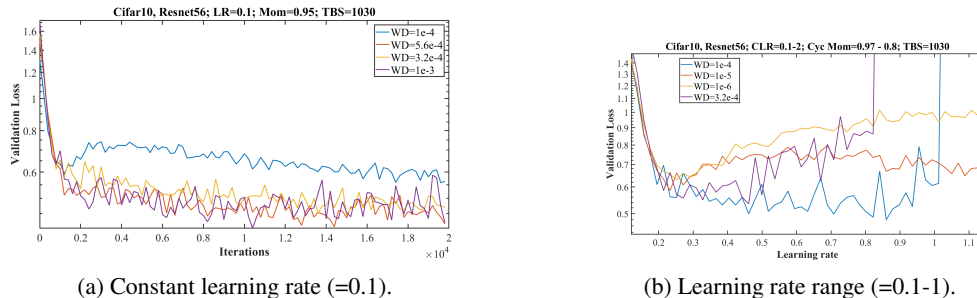 Cifar10, Resnet56; LR=0.1; Mom=0.95; TBS=1030
1.6
1.4
1.2
1
0.8
0.6
Validation Loss
WD=1e-4
WD=5.6e-4
WD=3.2e-4
WD=1e-3
0 0.2 0.4 0.6 0.8 1 1.2 1.4 1.6 1.8 2
Iterations
×10⁴
(a) Constant learning rate (=0.1).
Cifar10, Resnet56; CLR=0.1-2; Cyc Mom=0.97 - 0.8; TBS=1030
1.4
1.2
1.1
1
0.9
0.8
0.7
0.6
0.5
Validation Loss
WD=1e-4
WD=1e-5
WD=1e-6
WD=3.2e-4
0.2 0.3 0.4 0.5 0.6 0.7 0.8 0.9 1 1.1
Learning rate
(b) Learning rate range (=0.1-1).